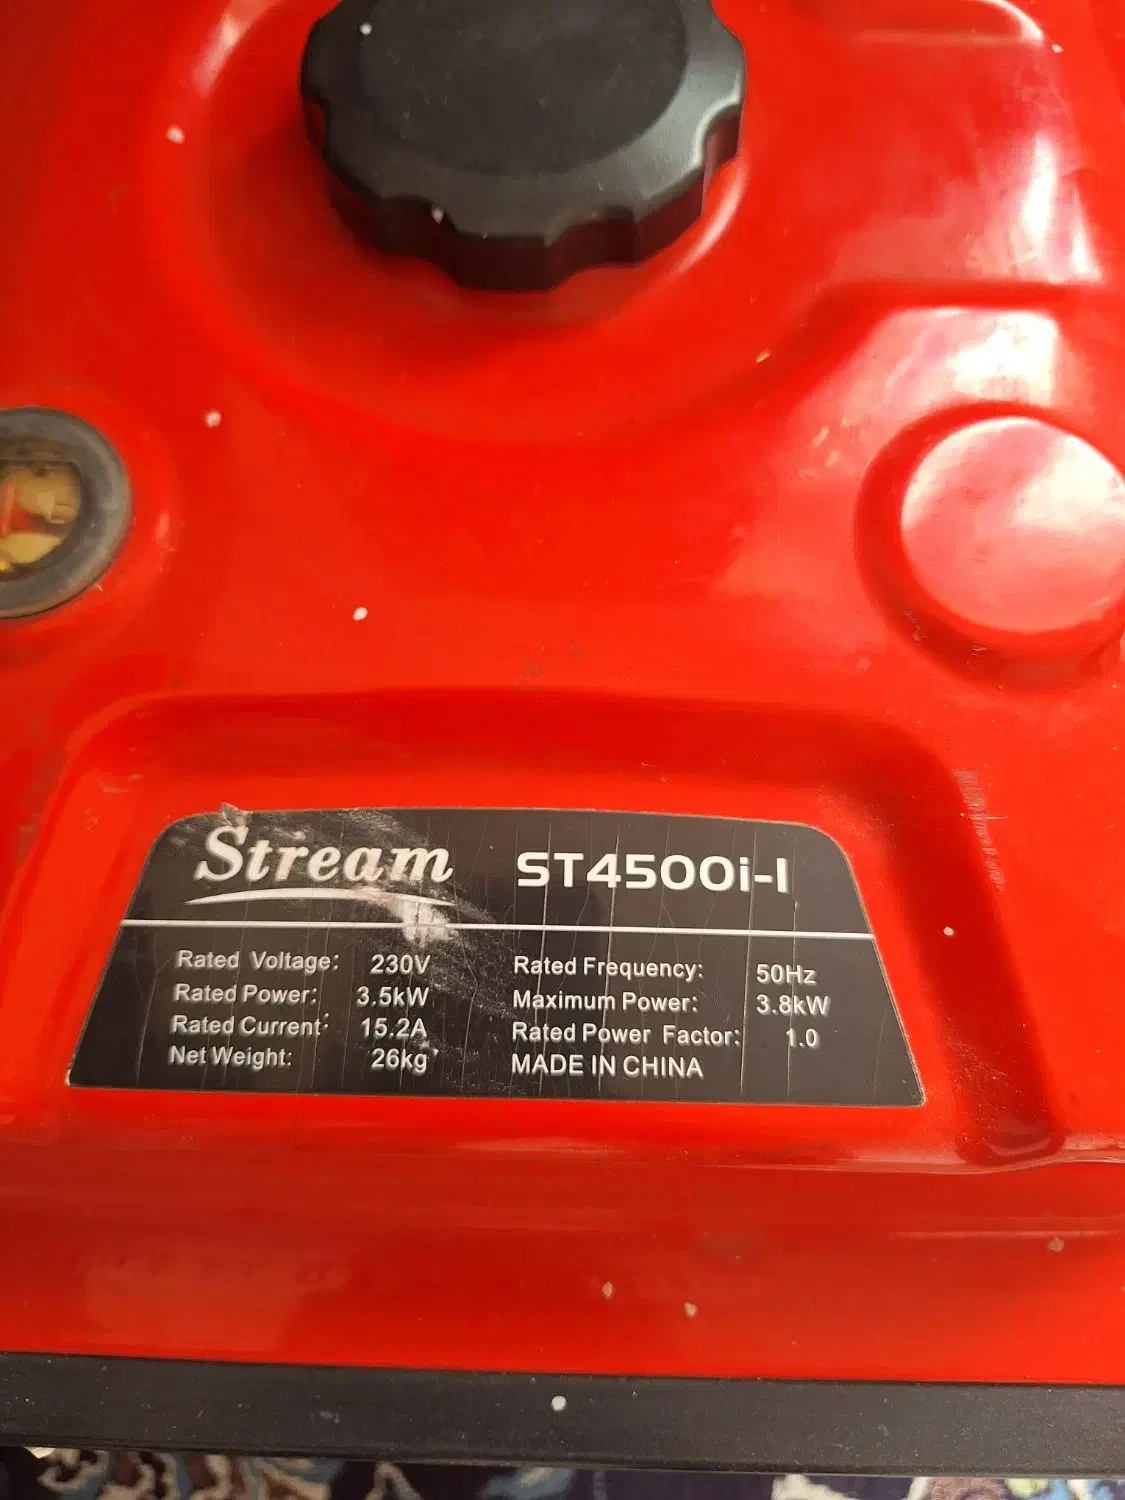 Stream ST4500i-I
Rated Voltage: 230V Rated Frequency: 50Hz
Rated Power: 3.5kW Maximum Power: 3.8kW
Rated Current: 15.2A Rated Power Factor: 1.0
Net Weight: 26kg MADE IN CHINA